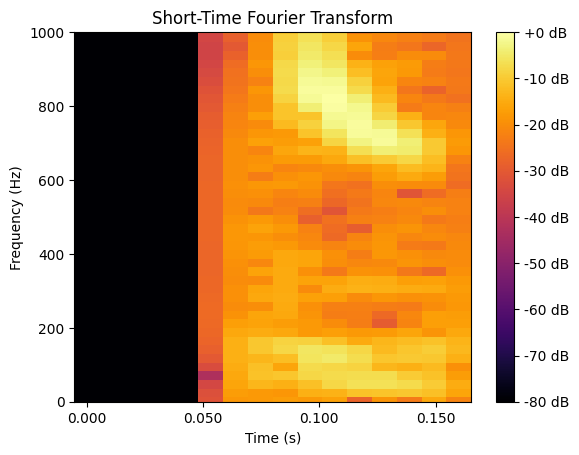 Short-Time Fourier Transform
Frequency (Hz)
1000
800
600
400
200
0
0.000 0.050 0.100 0.150
Time (s)
+0 dB
-10 dB
-20 dB
-30 dB
-40 dB
-50 dB
-60 dB
-70 dB
-80 dB